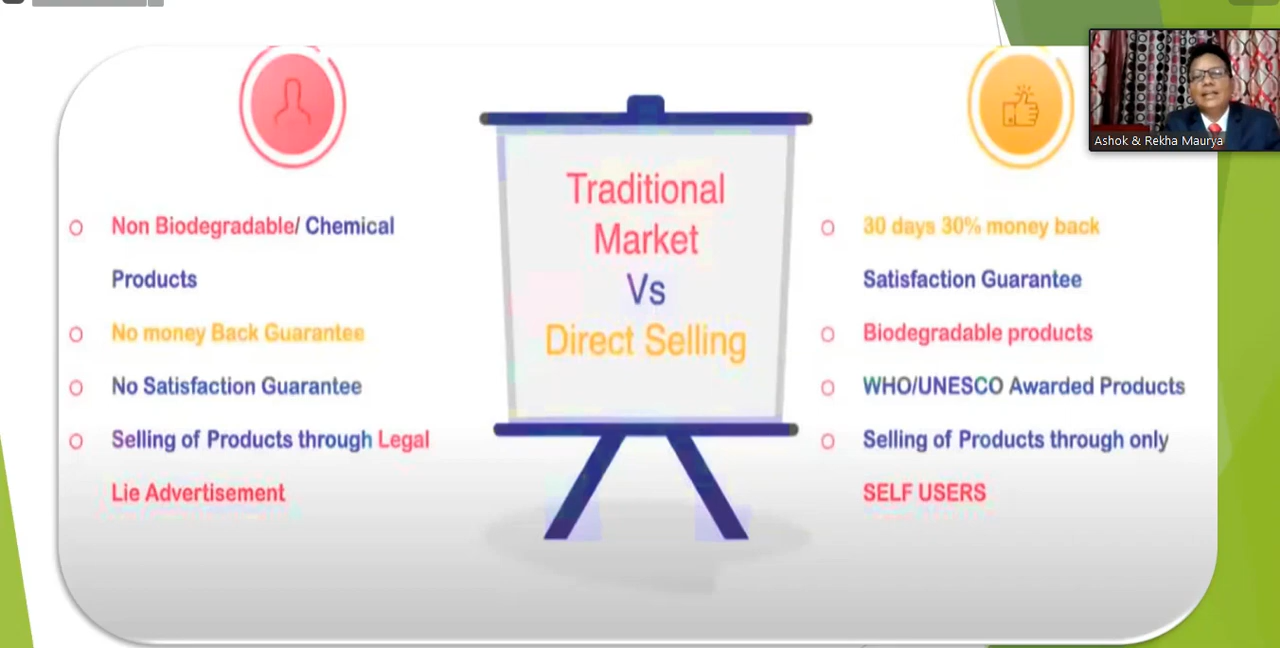 Non Biodegradable/ Chemical
Products
No money Back Guarantee
No Satisfaction Guarantee
Selling of Products through Legal
Lie Advertisement
Traditional
Market
Vs
Direct Selling
30 days 30% money back
Satisfaction Guarantee
Biodegradable products
WHO/UNESCO Awarded Products
Selling of Products through only
SELF USERS
Ashok & Rekha Maurya